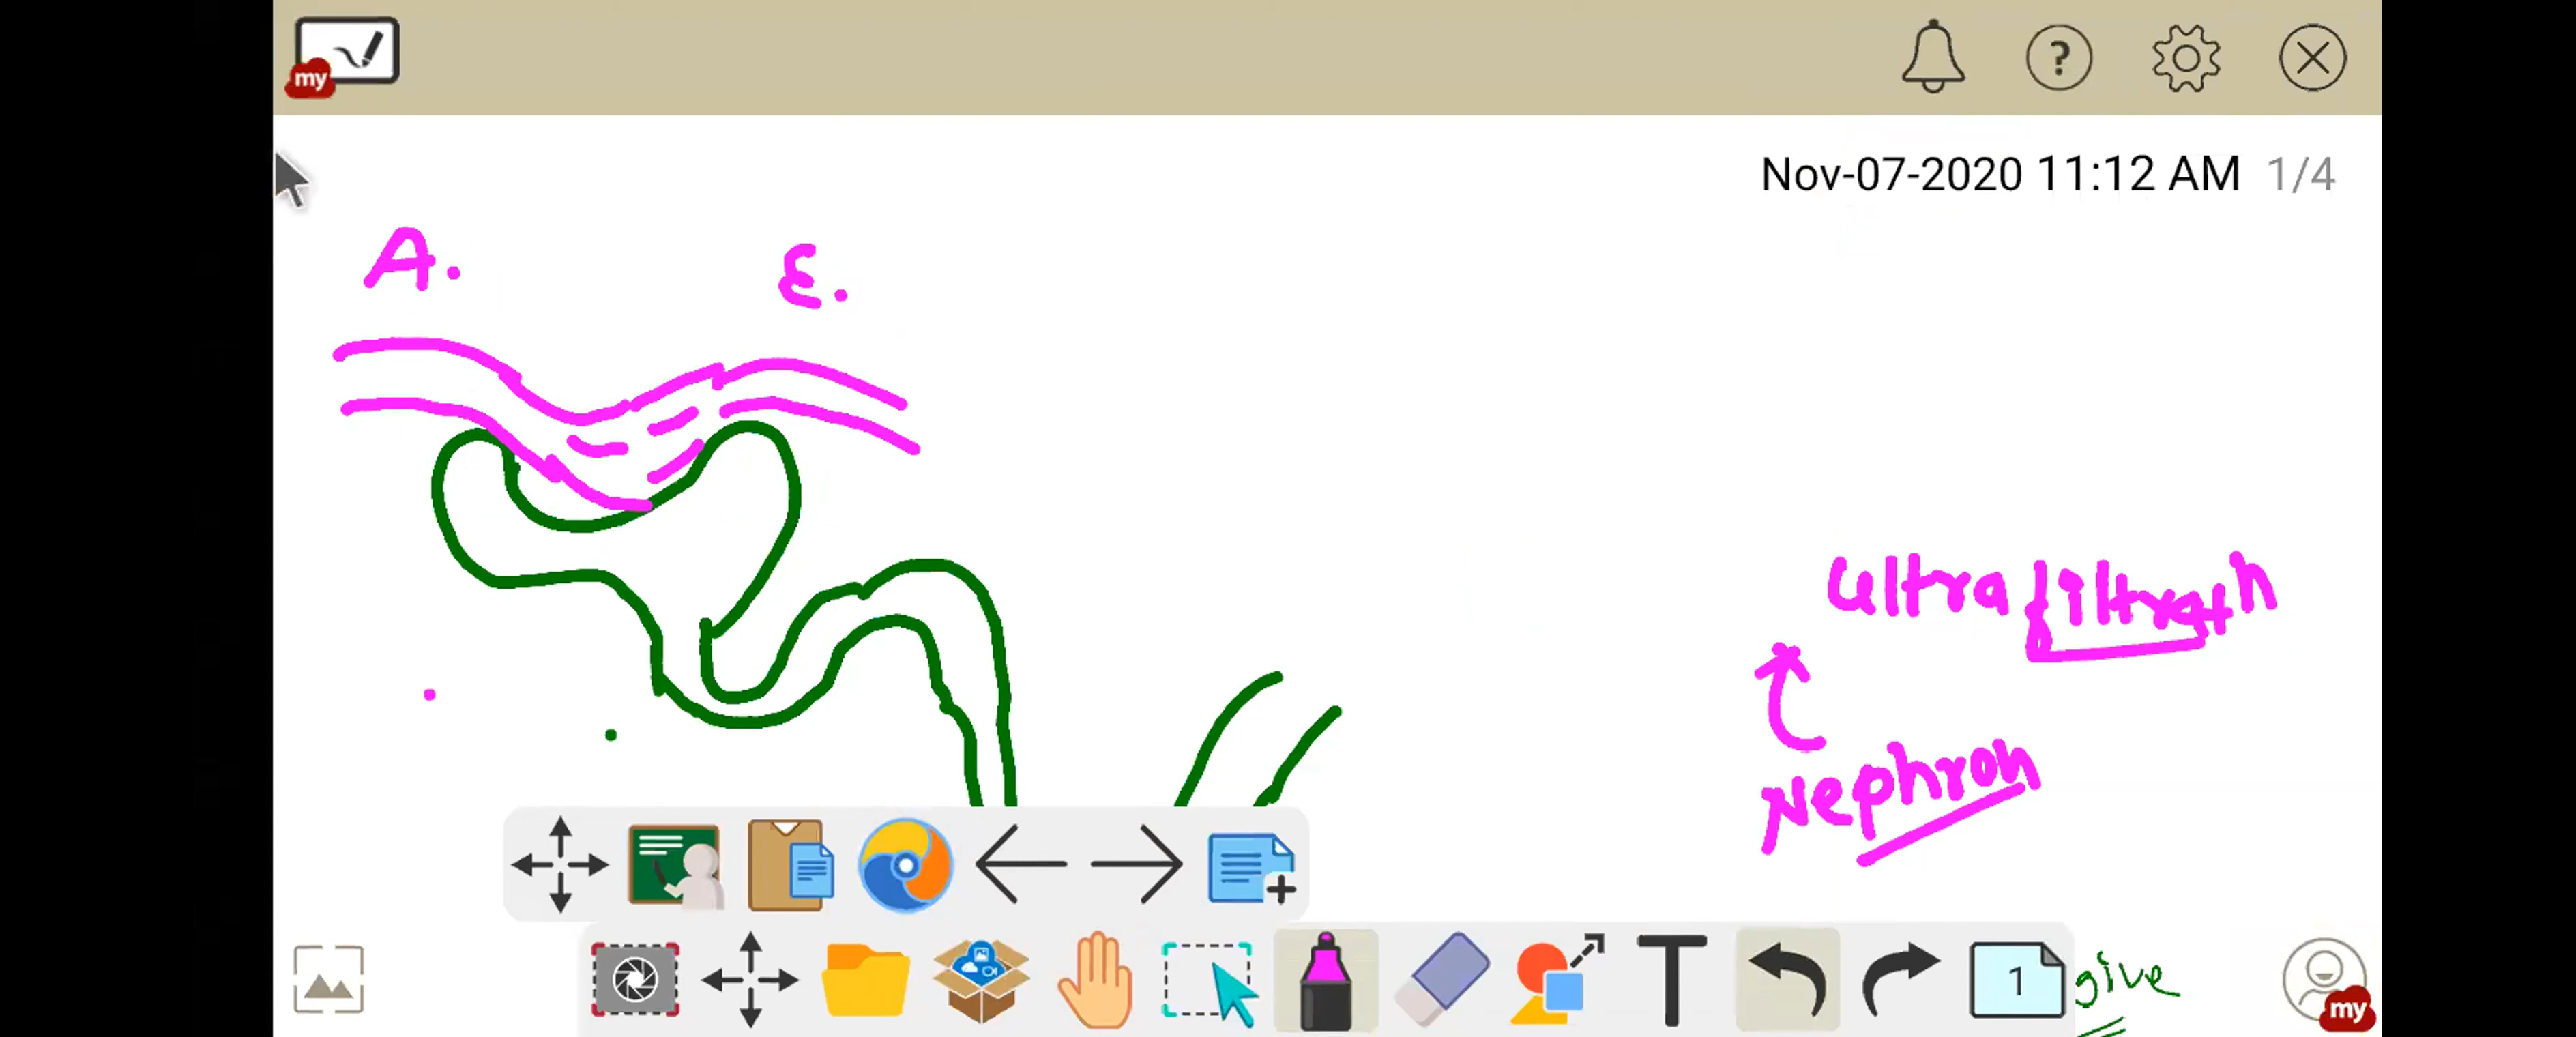 my
?
Nov-07-2020 11:12 AM 1/4
A. E.
Ultra filtrath
Nephron
T
1
give
my